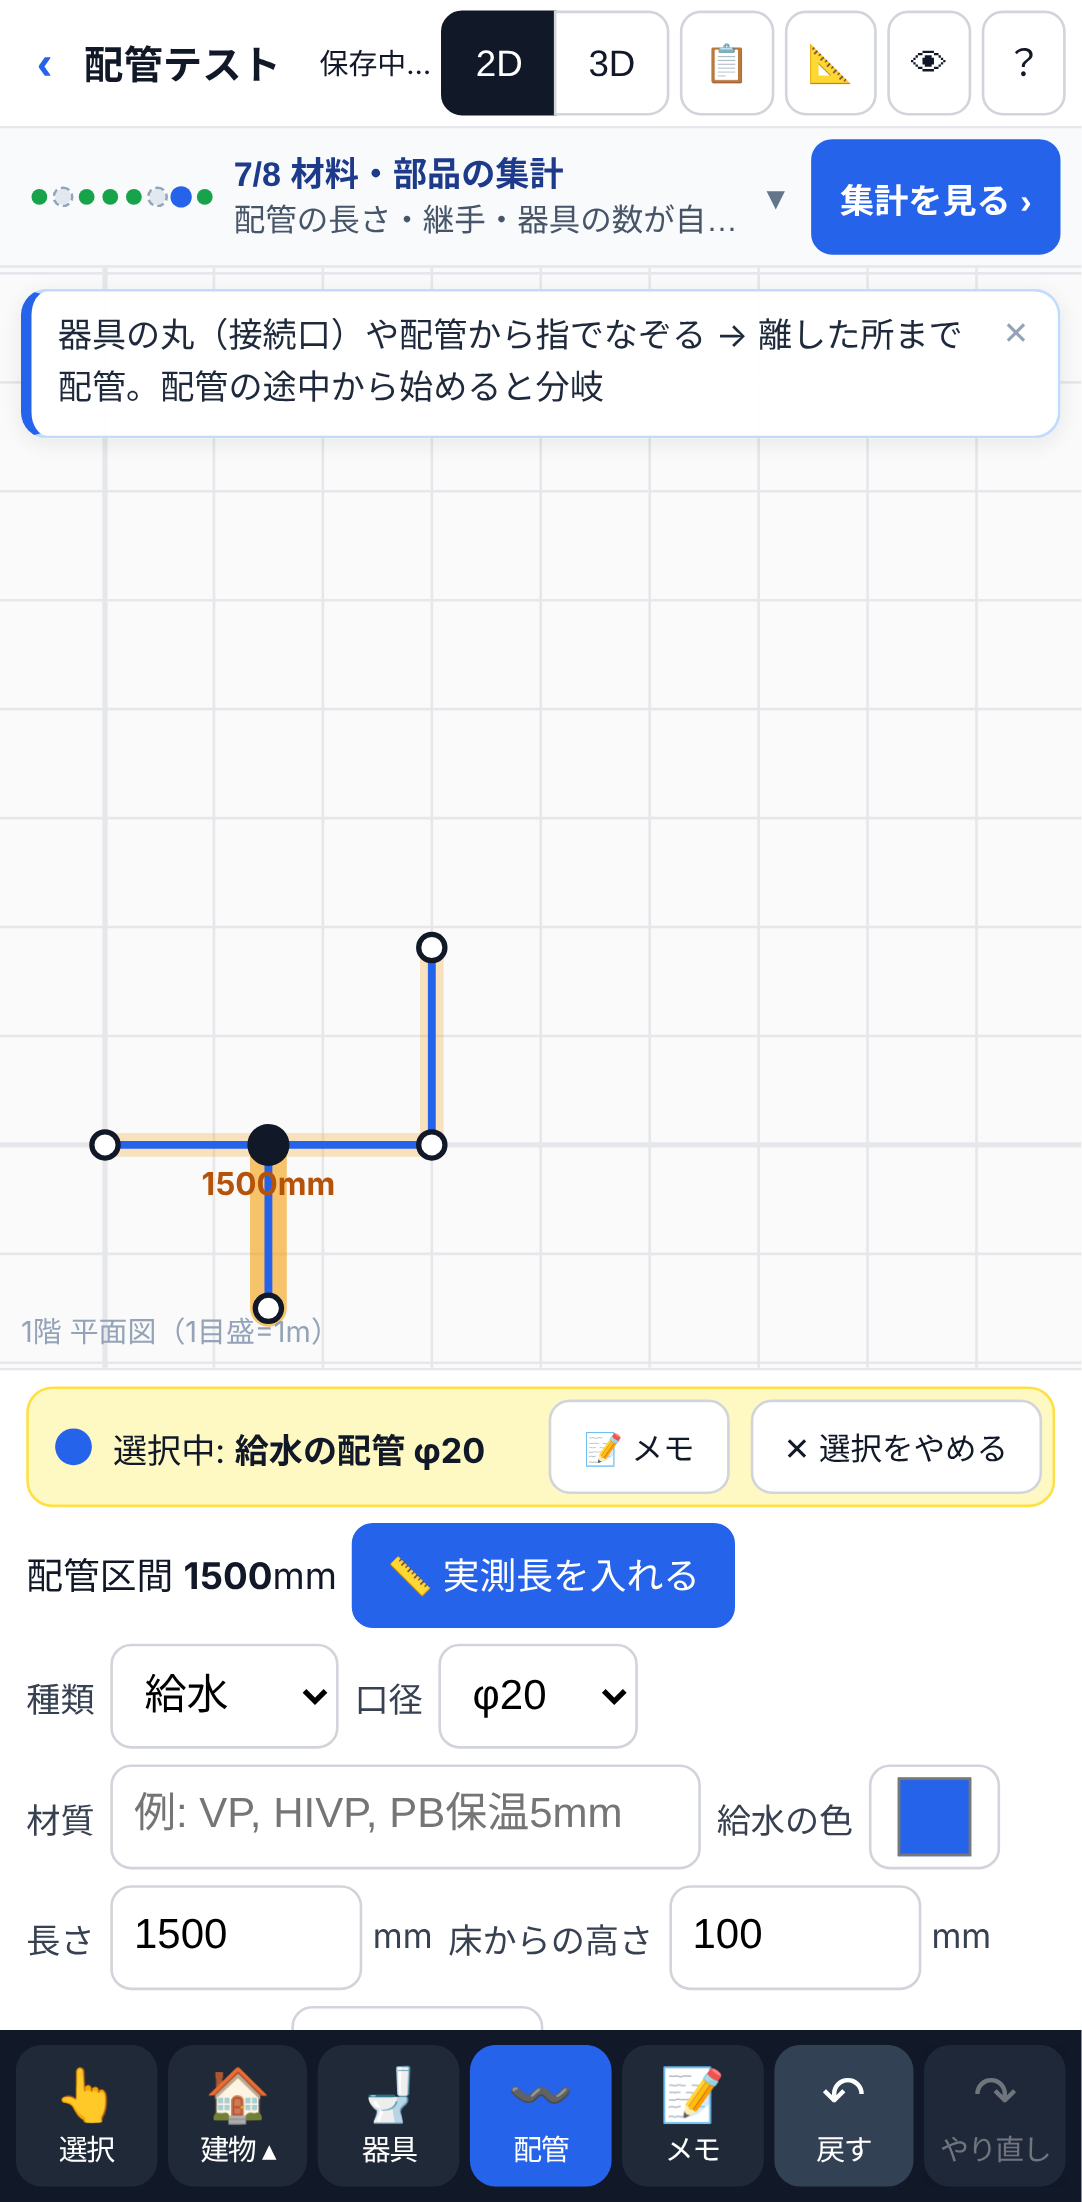 ‹ 配管テスト 保存中... 2D 3D ?
7/8 材料・部品の集計
配管の長さ・継手・器具の数が自... ▼ 集計を見る ›
器具の丸（接続口）や配管から指でなぞる → 離した所まで ×
配管。配管の途中から始めると分岐
1500mm
1階 平面図（1目盛=1m）
選択中: 給水の配管 φ20 メモ × 選択をやめる
配管区間 1500mm 実測長を入れる
種類 給水 口径 φ20
材質 例: VP, HIVP, PB保温5mm 給水の色
長さ 1500 mm 床からの高さ 100 mm
選択 建物▲ 器具 配管 メモ 戻す やり直し